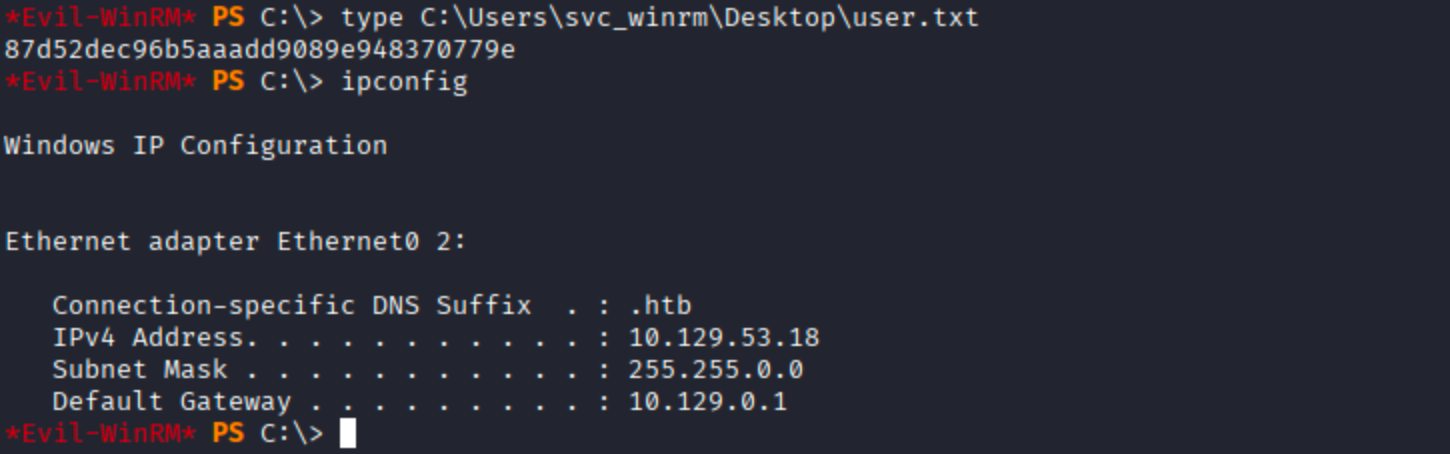 *Evil-WinRM* PS C:\> type C:\Users\svc_winrm\Desktop\user.txt
87d52dec96b5aaadd9089e948370779e
*Evil-WinRM* PS C:\> ipconfig
Windows IP Configuration
Ethernet adapter Ethernet0 2:
   Connection-specific DNS Suffix  . : .htb
   IPv4 Address. . . . . . . . . . . : 10.129.53.18
   Subnet Mask . . . . . . . . . . . : 255.255.0.0
   Default Gateway . . . . . . . . . : 10.129.0.1
*Evil-WinRM* PS C:\>